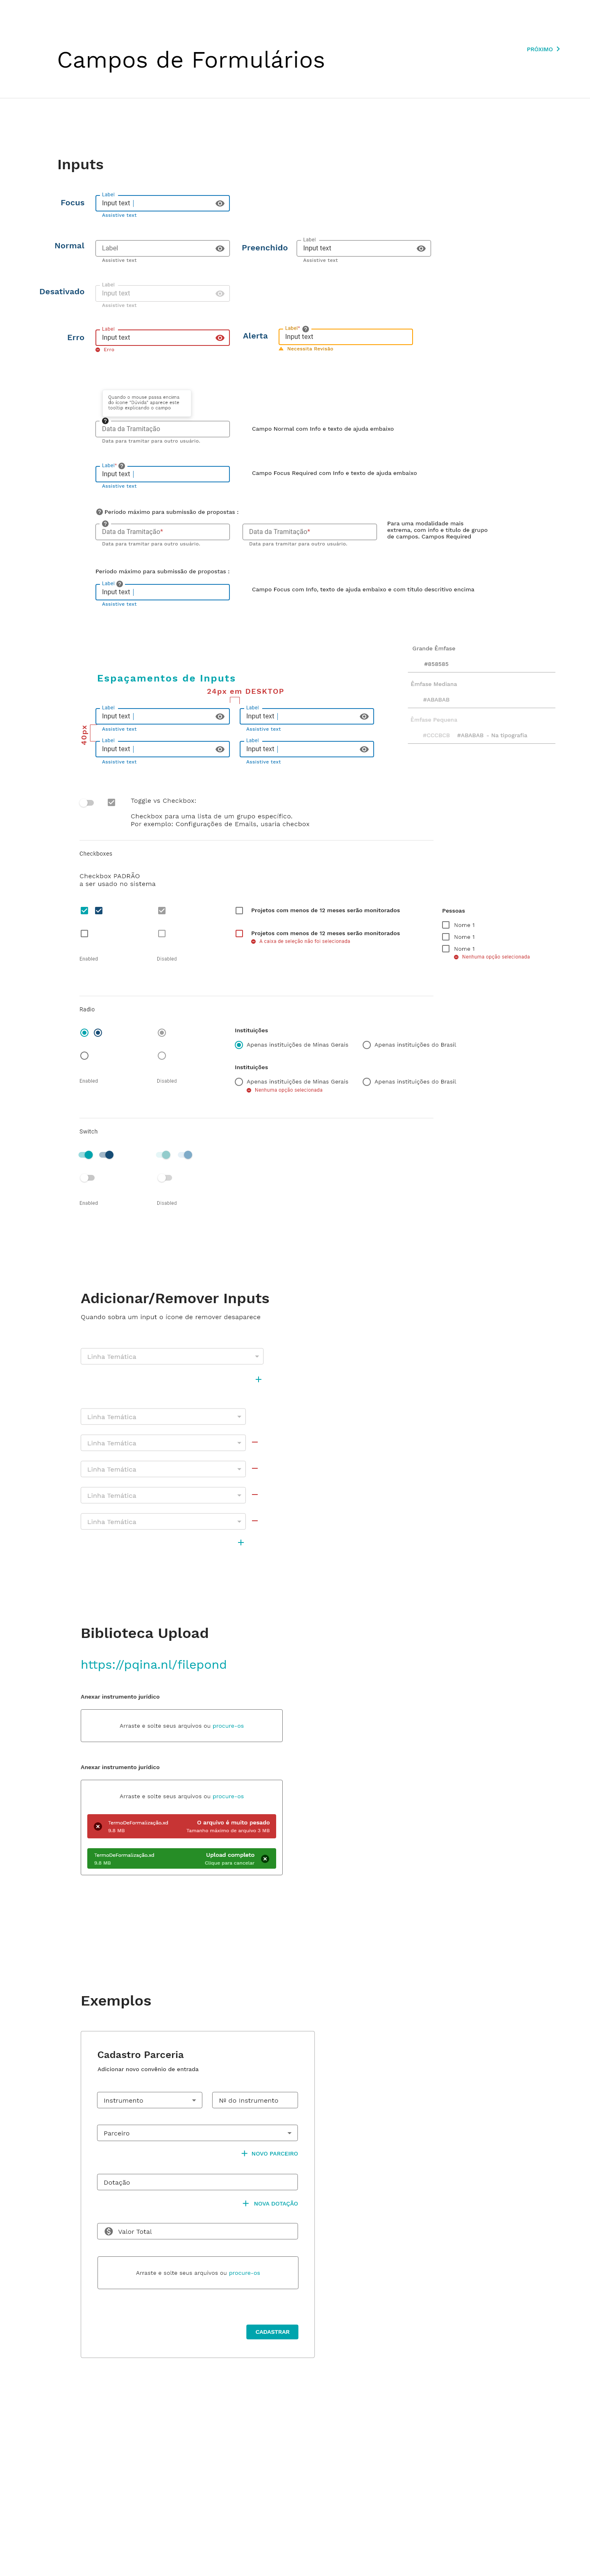 Campos de Formulários
PRÓXIMO
Inputs
Focus
Label
Input text
Assistive text
Normal
Label
Assistive text
Preenchido
Label
Input text
Assistive text
Desativado
Label
Input text
Assistive text
Erro
Label
Input text
Erro
Alerta
Label*
Input text
Necessita Revisão
Quando o mouse passa encima
do ícone "Dúvida" aparece este
tooltip explicando o campo
Data da Tramitação
Data para tramitar para outro usuário.
Campo Normal com Info e texto de ajuda embaixo
Label*
Input text
Assistive text
Campo Focus Required com Info e texto de ajuda embaixo
Período máximo para submissão de propostas :
Data da Tramitação*
Data para tramitar para outro usuário.
Data da Tramitação*
Data para tramitar para outro usuário.
Para uma modalidade mais
extrema, com info e título de grupo
de campos. Campos Required
Período máximo para submissão de propostas :
Label
Input text
Assistive text
Campo Focus com Info, texto de ajuda embaixo e com título descritivo encima
Grande Ênfase
#858585
Ênfase Mediana
#ABABAB
Ênfase Pequena
#CCCBCB #ABABAB - Na tipografia
Espaçamentos de Inputs
24px em DESKTOP
40px
Label
Input text
Assistive text
Label
Input text
Assistive text
Label
Input text
Assistive text
Label
Input text
Assistive text
Toggle vs Checkbox:
Checkbox para uma lista de um grupo específico.
Por exemplo: Configurações de Emails, usaria checbox
Checkboxes
Checkbox PADRÃO
a ser usado no sistema
Projetos com menos de 12 meses serão monitorados
Projetos com menos de 12 meses serão monitorados
A caixa de seleção não foi selecionada
Pessoas
Nome 1
Nome 1
Nome 1
Nenhuma opção selecionada
Enabled
Disabled
Radio
Instituições
Apenas instituições de Minas Gerais
Apenas instituições do Brasil
Instituições
Apenas instituições de Minas Gerais
Apenas instituições do Brasil
Nenhuma opção selecionada
Enabled
Disabled
Switch
Enabled
Disabled
Adicionar/Remover Inputs
Quando sobra um input o ícone de remover desaparece
Linha Temática
Linha Temática
Linha Temática
Linha Temática
Linha Temática
Linha Temática
Biblioteca Upload
https://pqina.nl/filepond
Anexar instrumento jurídico
Arraste e solte seus arquivos ou procure-os
Anexar instrumento jurídico
Arraste e solte seus arquivos ou procure-os
TermoDeFormalização.ad
9.8 MB
O arquivo é muito pesado
Tamanho máximo de arquivo 3 MB
TermoDeFormalização.ad
9.8 MB
Upload completo
Clique para cancelar
Exemplos
Cadastro Parceria
Adicionar novo convênio de entrada
Instrumento
Nº do instrumento
Parceiro
NOVO PARCEIRO
Dotação
NOVA DOTAÇÃO
Valor Total
Arraste e solte seus arquivos ou procure-os
CADASTRAR